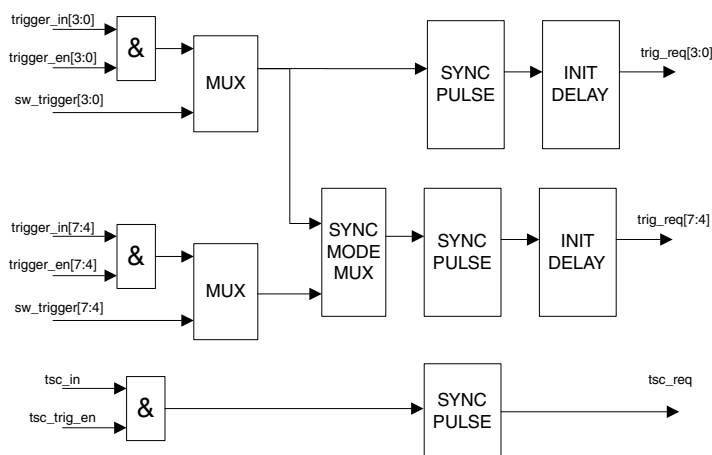 trigger_in[3:0]
&
trigger_en[3:0]
MUX
sw_trigger[3:0]
SYNC
PULSE
INIT
DELAY
trig_req[3:0]
trigger_in[7:4]
&
trigger_en[7:4]
MUX
sw_trigger[7:4]
SYNC
MODE
MUX
SYNC
PULSE
INIT
DELAY
trig_req[7:4]
tsc_in
&
tsc_trig_en
SYNC
PULSE
tsc_req